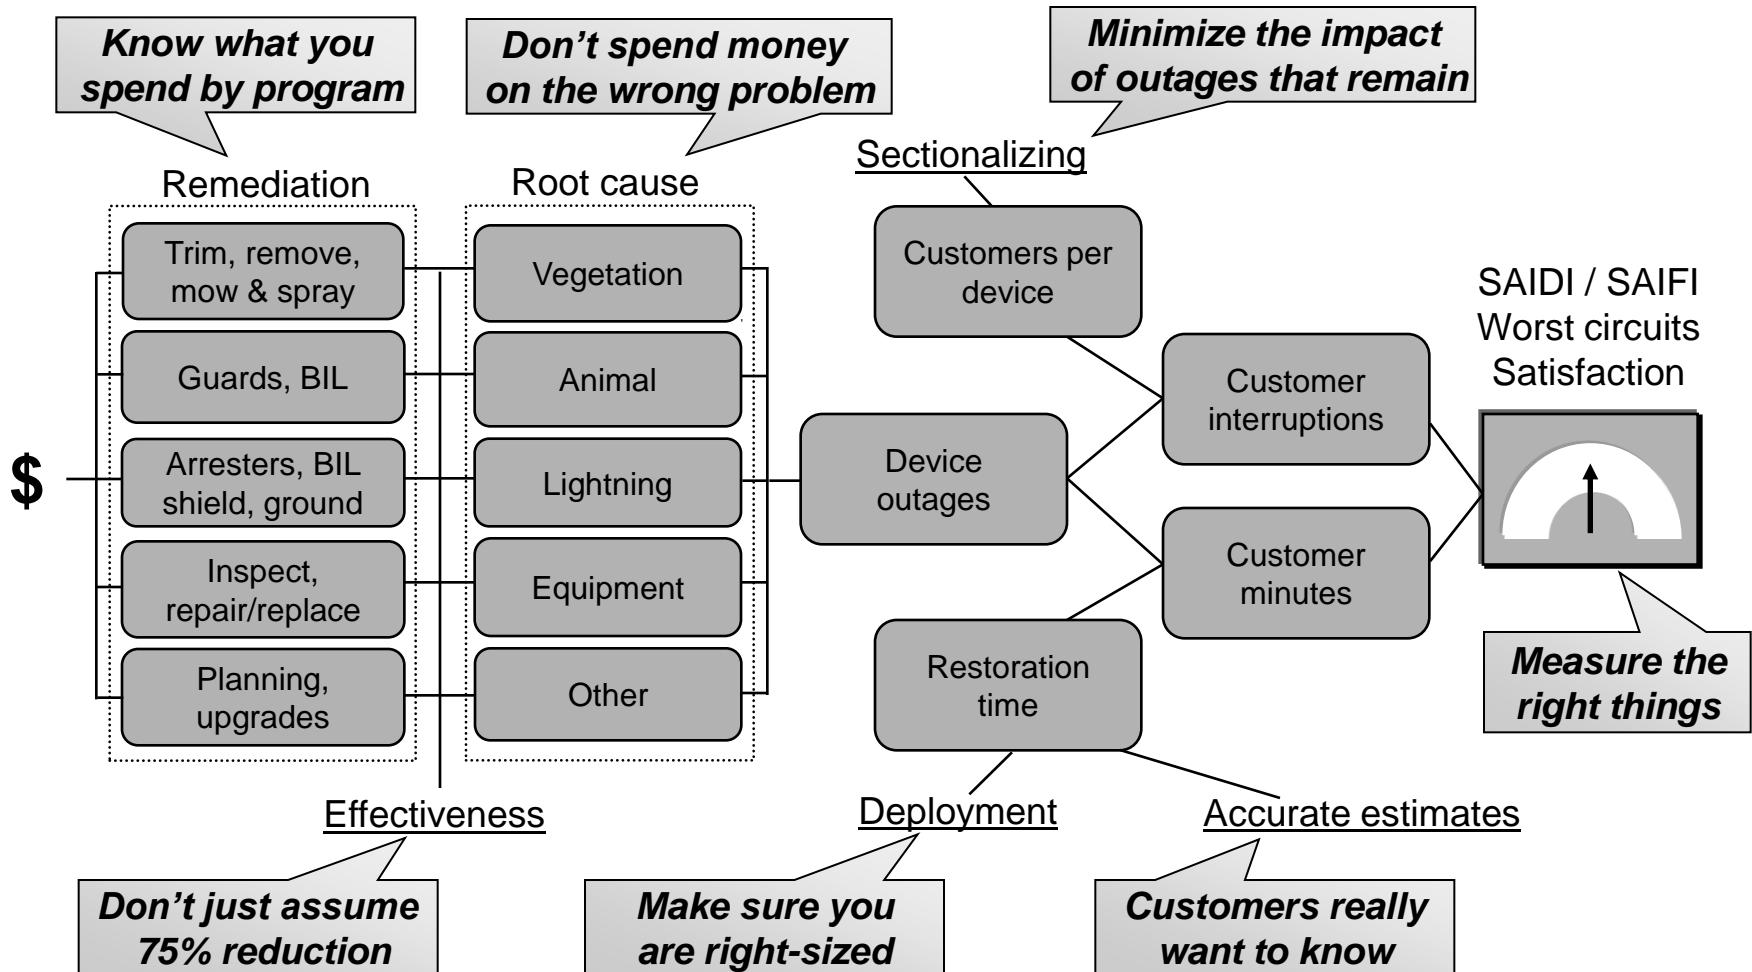 Know what you
spend by program
Don’t spend money
on the wrong problem
Minimize the impact
of outages that remain
Remediation
Root cause
Sectionalizing
Trim, remove,
mow & spray
Guards, BIL
Arresters, BIL
shield, ground
Inspect,
repair/replace
Planning,
upgrades
$
Vegetation
Animal
Lightning
Equipment
Other
Customers per
device
Device
outages
Restoration
time
Customer
interruptions
Customer
minutes
SAIDI / SAIFI
Worst circuits
Satisfaction
Measure the
right things
Effectiveness
Deployment
Accurate estimates
Don’t just assume
75% reduction
Make sure you
are right-sized
Customers really
want to know